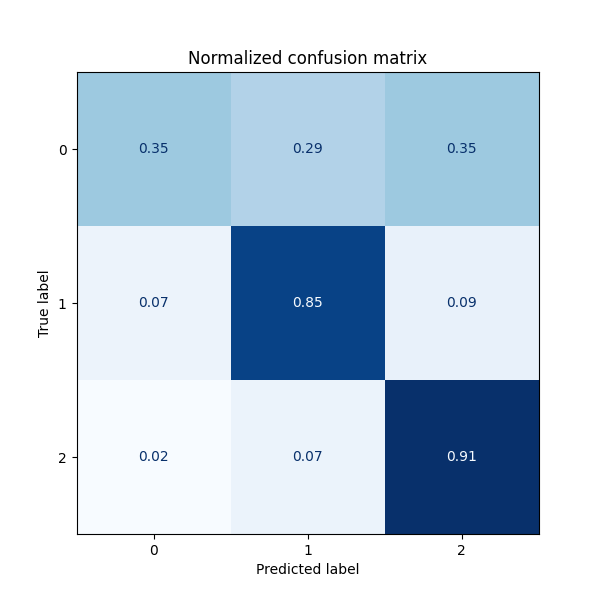 Normalized confusion matrix
0 0.35 0.29 0.35
True label
1 0.07 0.85 0.09
2 0.02 0.07 0.91
0 1 2
Predicted label